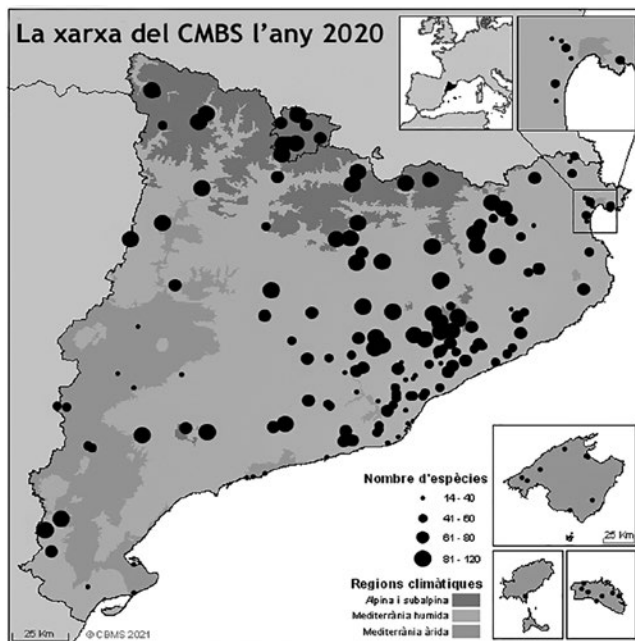 La xarxa del CMBS l'any 2020
Nombre d'espècies
14 - 40
41 - 60
61 - 80
81 - 120
Regions climàtiques
Alpina i subalpina
Mediterrània humida
Mediterrània àrida
25 Km
25 Km
© CBMS 2021